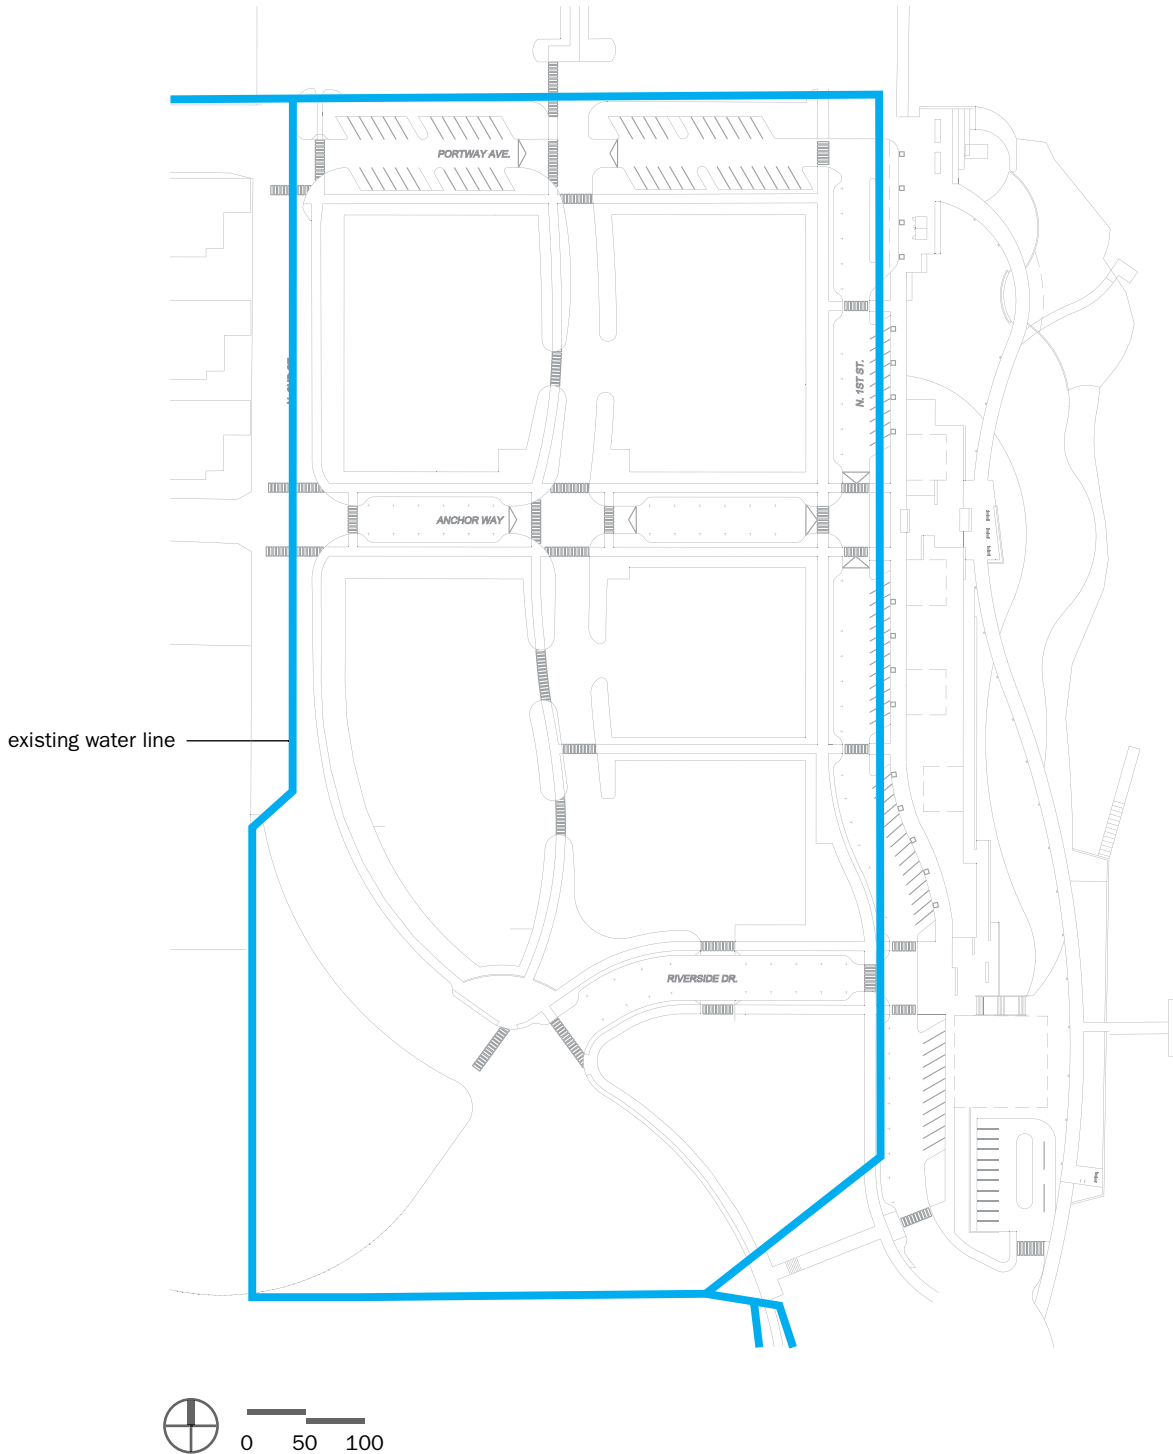 PORTWAY AVE.
N. 1ST ST.
ANCHOR WAY
existing water line
RIVERSIDE DR.
0 50 100